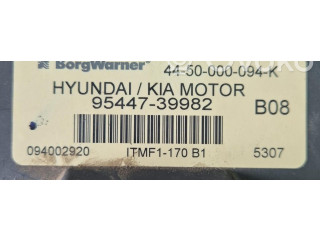 BorgWarner 44-50-000-094-K
HYUNDAI / KIA MOTOR
95447-39982 B08
094002920 ITMF1-170 B1 5307